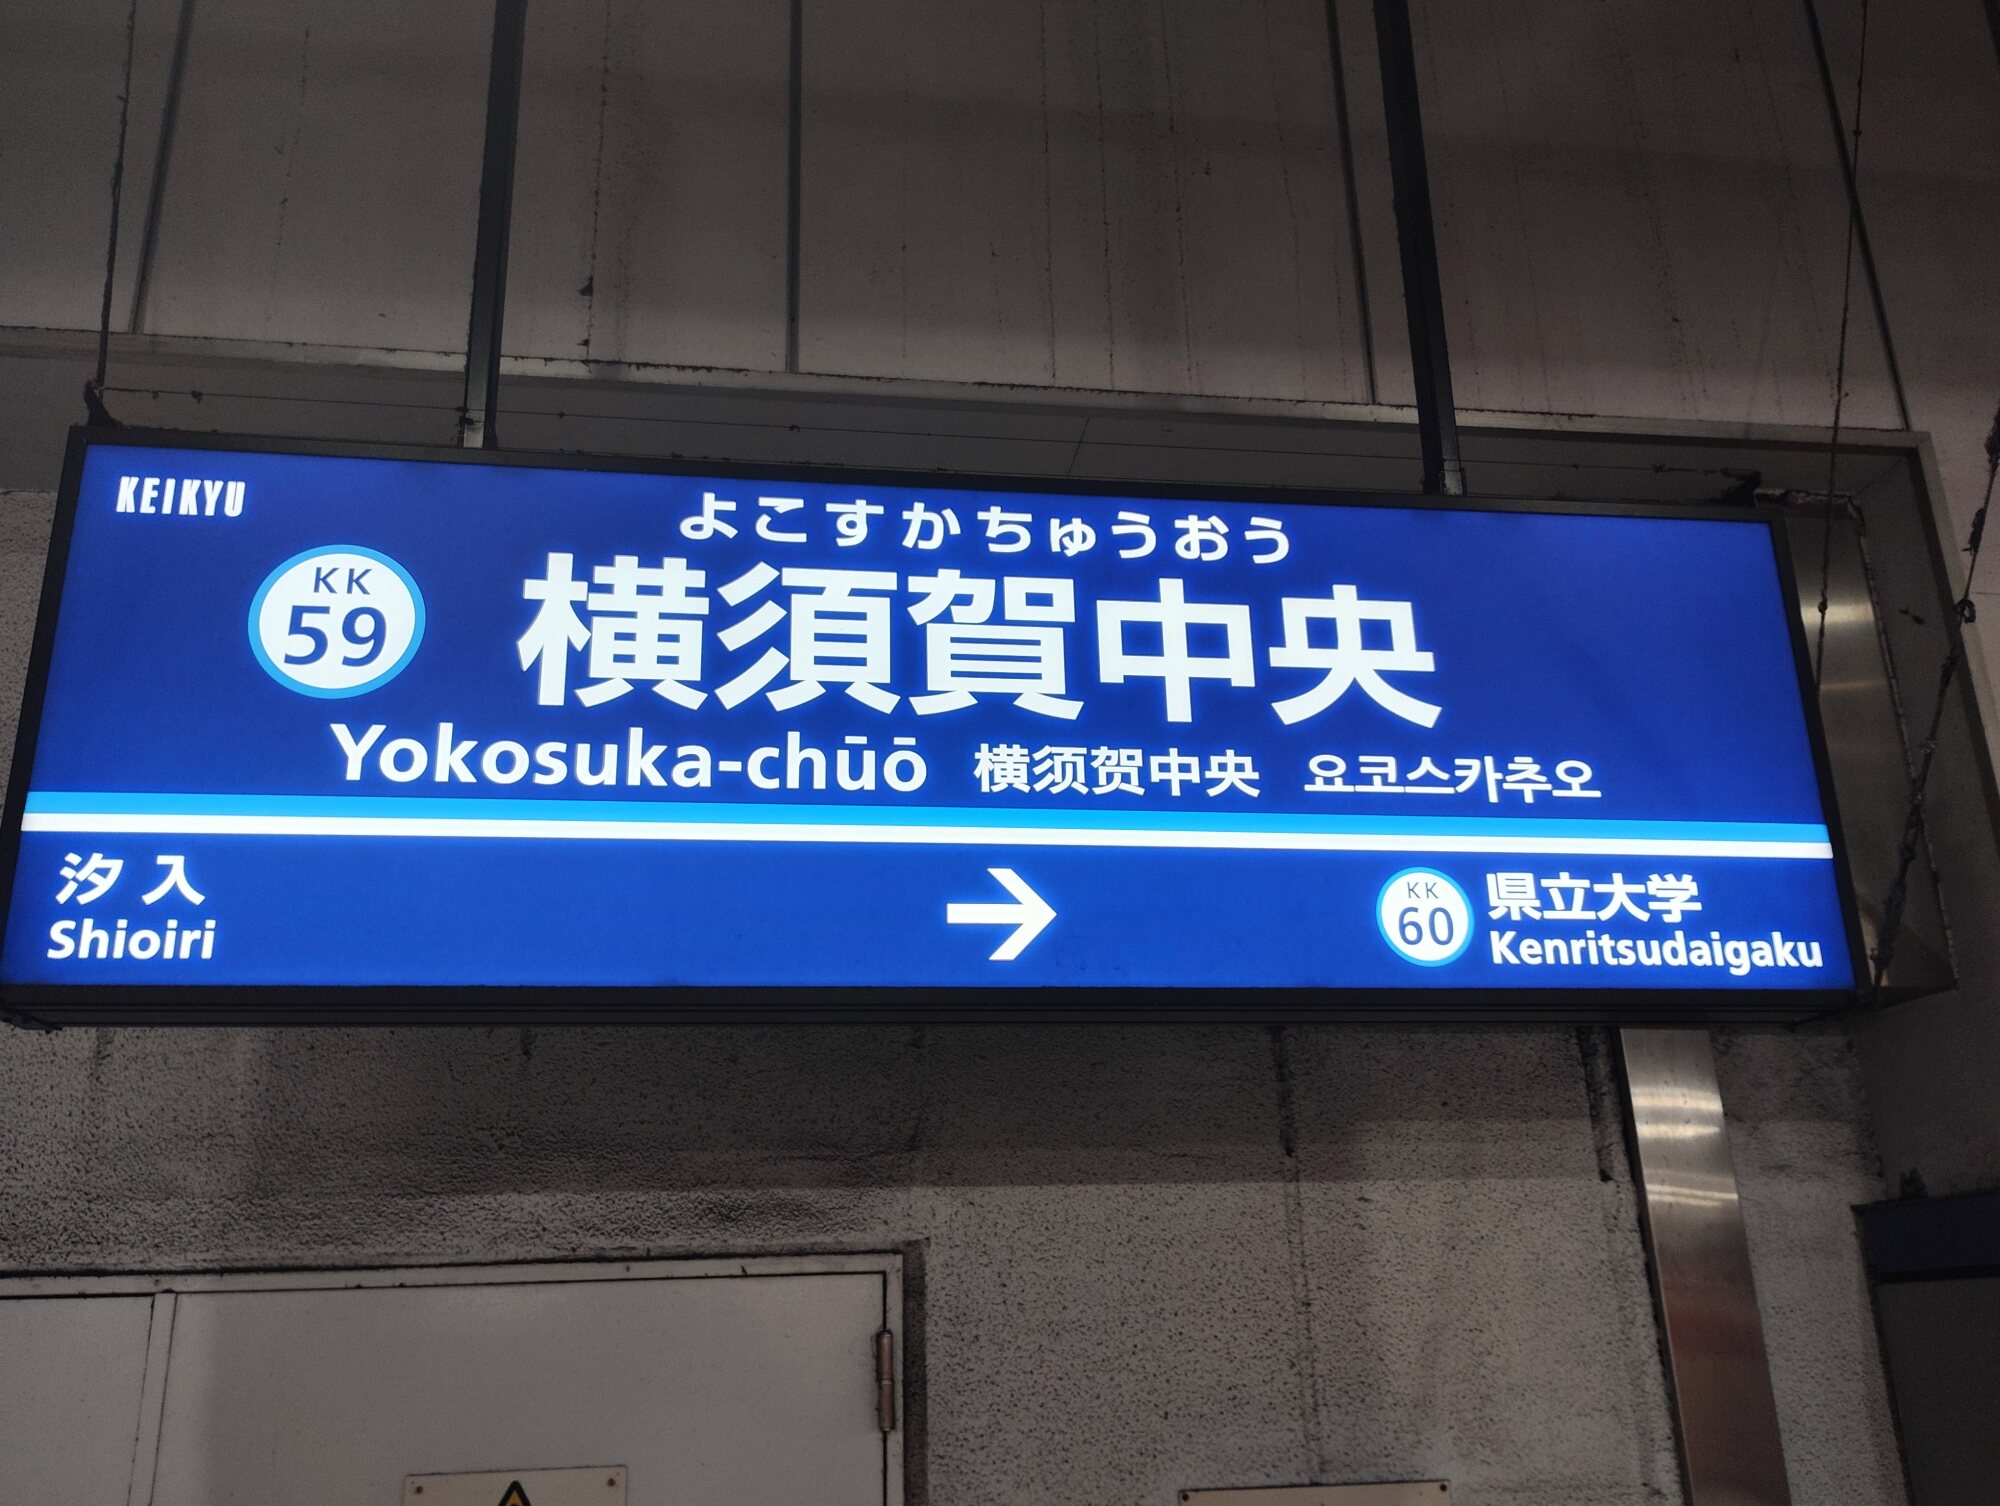 KEIKYU
よこすかちゅうおう
KK
59
横須賀中央
Yokosuka-chūō 横须贺中央 요코스카추오
汐入
Shioiri
→
KK
60
県立大学
Kenritsudaigaku